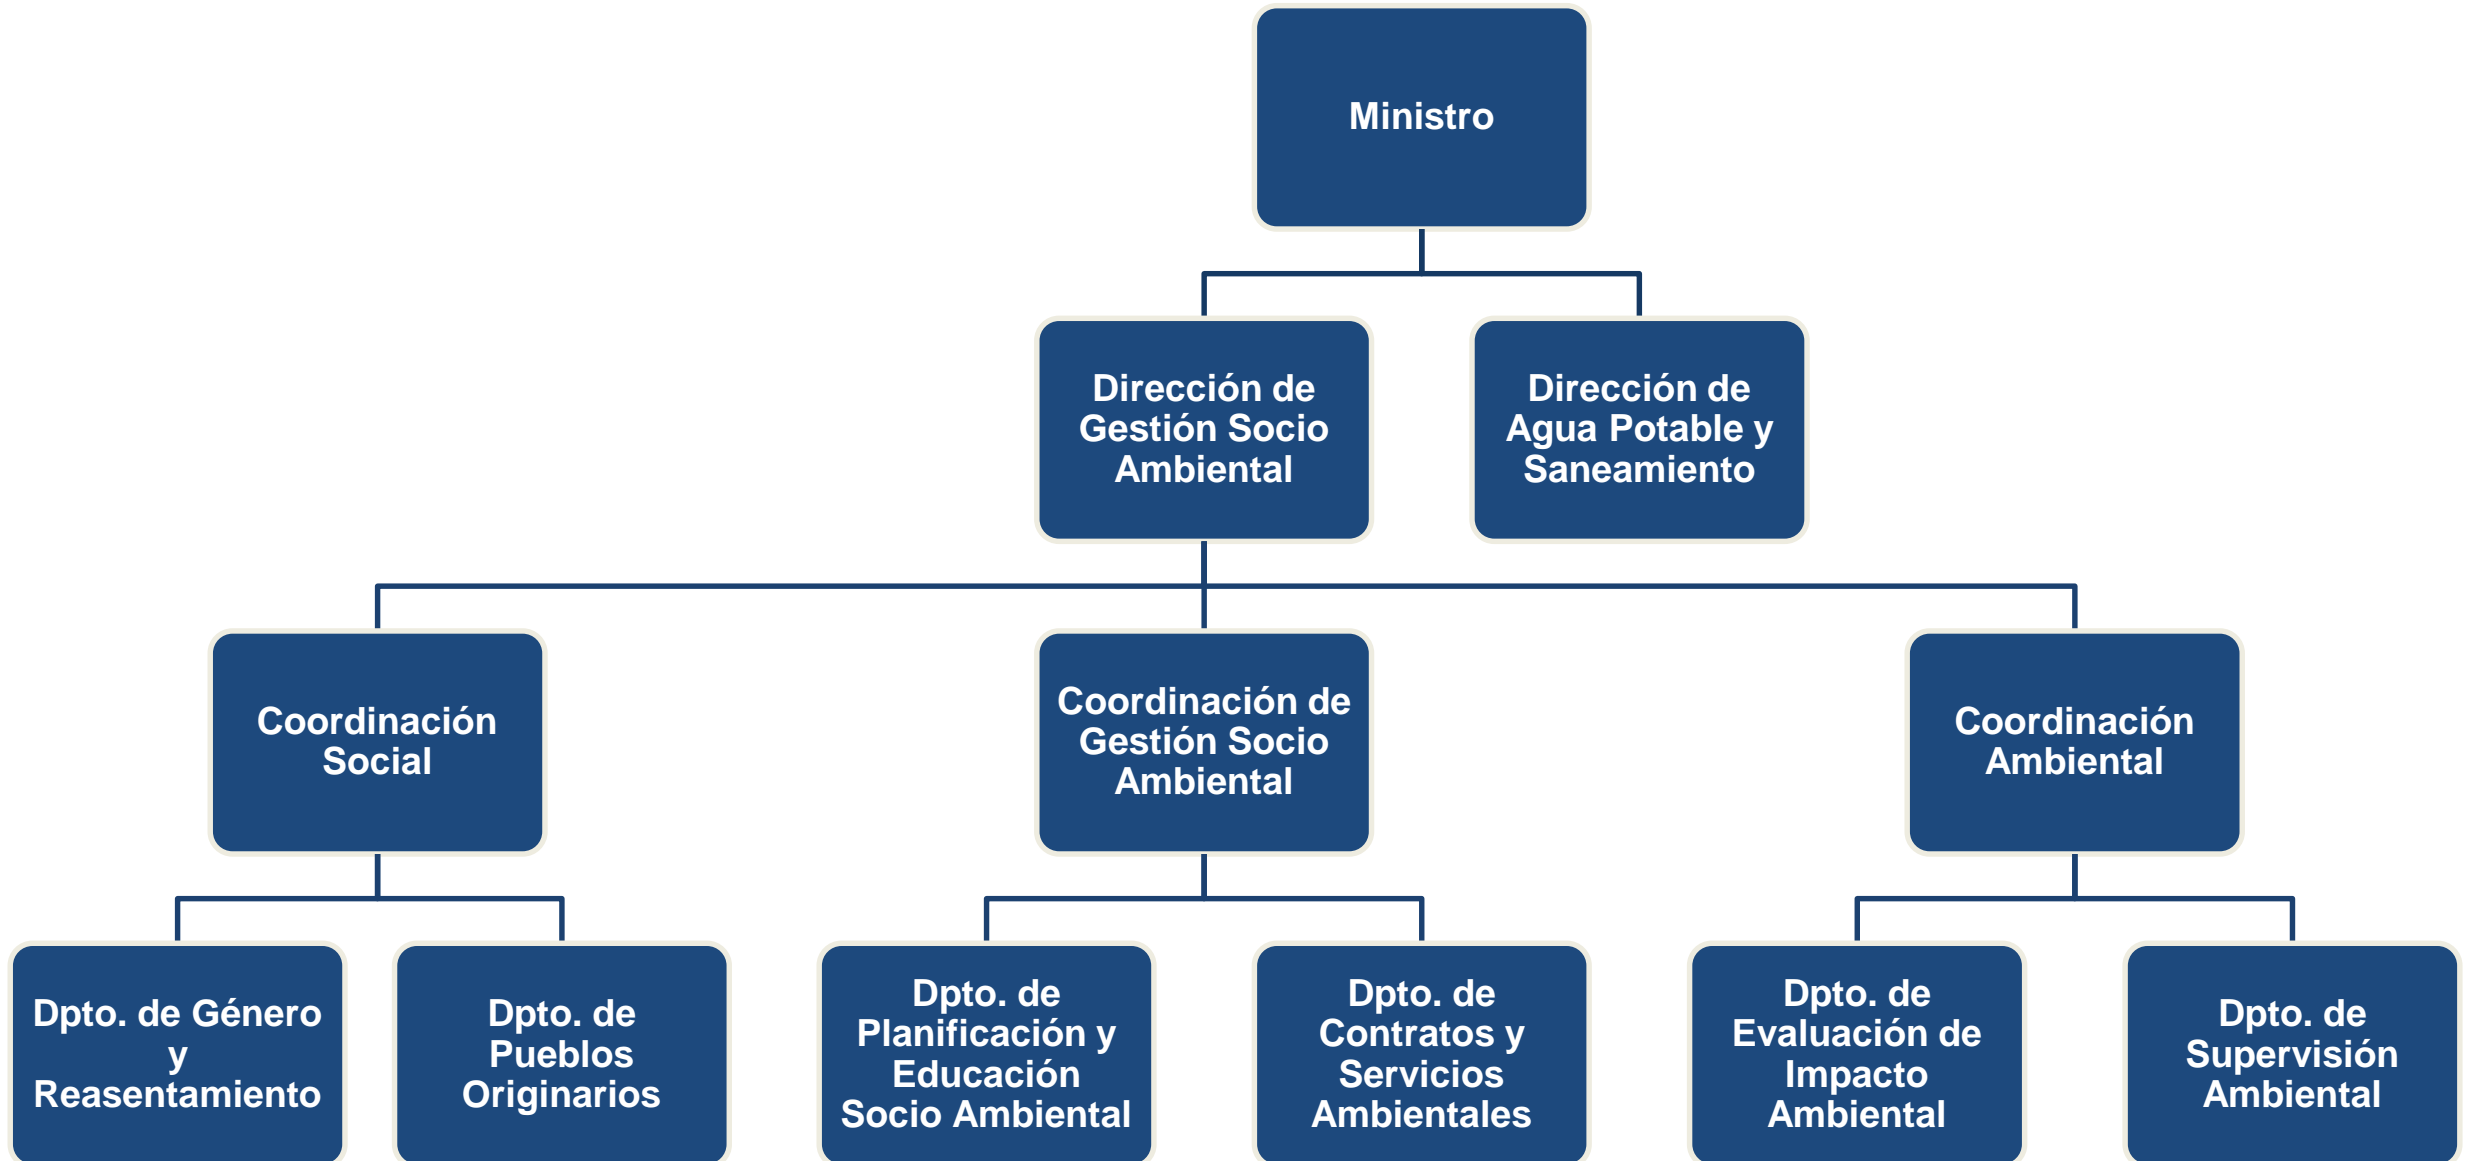 Ministro
Dirección de
Gestión Socio
Ambiental
Dirección de
Agua Potable y
Saneamiento
Coordinación
Social
Coordinación de
Gestión Socio
Ambiental
Coordinación
Ambiental
Dpto. de Género
y
Reasentamiento
Dpto. de
Pueblos
Originarios
Dpto. de
Planificación y
Educación
Socio Ambiental
Dpto. de
Contratos y
Servicios
Ambientales
Dpto. de
Evaluación de
Impacto
Ambiental
Dpto. de
Supervisión
Ambiental